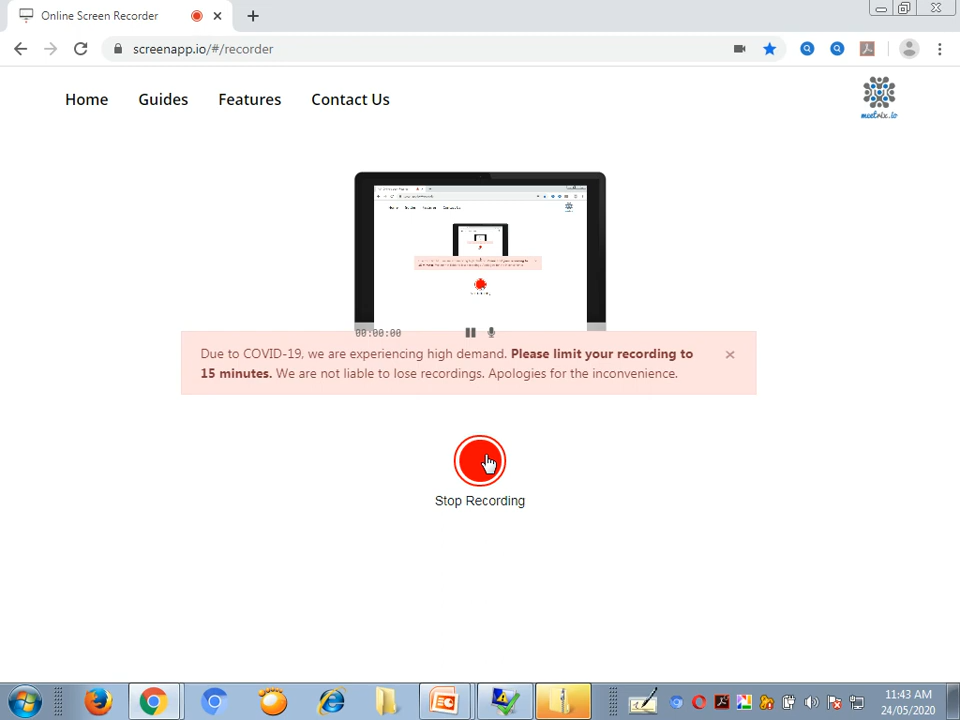 Online Screen Recorder
screenapp.io/#/recorder
Home Guides Features Contact Us
meetrix.io
00:00:00
Due to COVID-19, we are experiencing high demand. Please limit your recording to
15 minutes. We are not liable to lose recordings. Apologies for the inconvenience.
Stop Recording
11:43 AM
24/05/2020